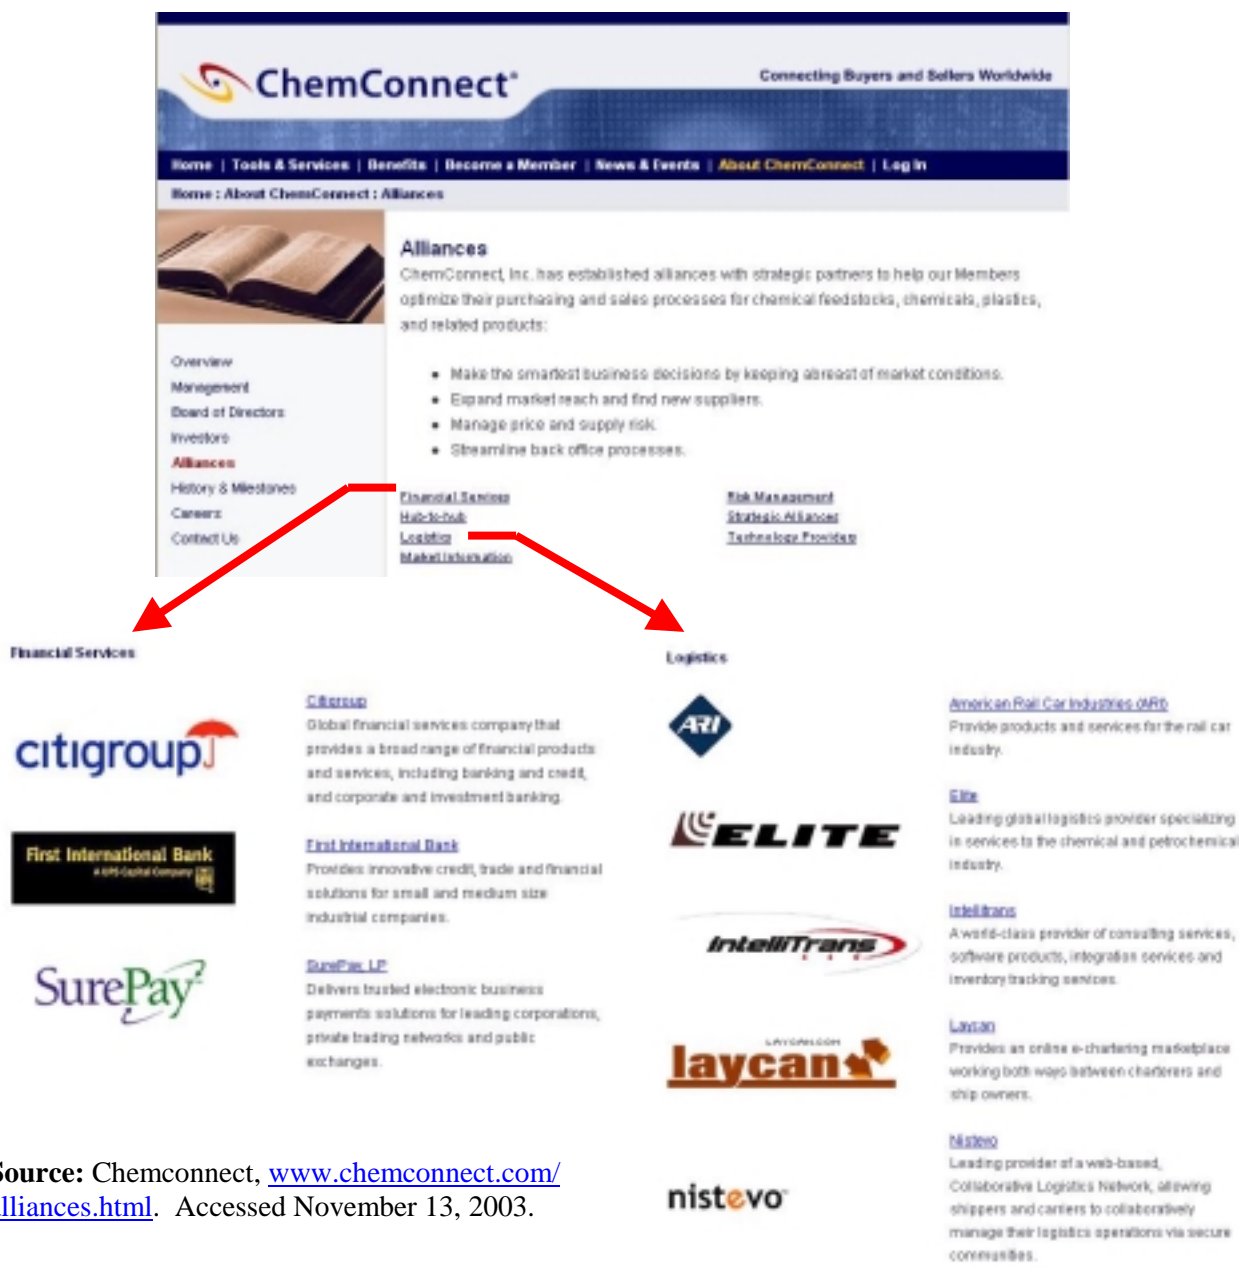 ChemConnect®
Connecting Buyers and Sellers Worldwide
Home | Tools & Services | Benefits | Become a Member | News & Events | About ChemConnect | Log In
Home : About ChemConnect : Alliances
Overview
Management
Board of Directors
Investors
Alliances
History & Milestones
Careers
Contact Us
Alliances
ChemConnect, Inc. has established alliances with strategic partners to help our Members
optimize their purchasing and sales processes for chemical feedstocks, chemicals, plastics,
and related products:
• Make the smartest business decisions by keeping abreast of market conditions.
• Expand market reach and find new suppliers.
• Manage price and supply risk.
• Streamline back office processes.
Financial Services
Hub-to-hub
Logistics
Market Information
Risk Management
Strategic Alliances
Technology Providers
Financial Services
citigroup
Citigroup
Global financial services company that
provides a broad range of financial products
and services, including banking and credit,
and corporate and investment banking.
First International Bank
A UPS Capital Company
First International Bank
Provides innovative credit, trade and financial
solutions for small and medium size
industrial companies.
SurePay
SurePay, LP
Delivers trusted electronic business
payments solutions for leading corporations,
private trading networks and public
exchanges.
Logistics
ARI
American Rail Car Industries (ARI)
Provide products and services for the rail car
industry.
ELITE
Elite
Leading global logistics provider specializing
in services to the chemical and petrochemical
industry.
IntelliTrans
Intellitrans
A world-class provider of consulting services,
software products, integration services and
inventory tracking services.
LAYCAN.COM
laycan
Laycan
Provides an online e-chartering marketplace
working both ways between charterers and
ship owners.
nistevo
Nistevo
Leading provider of a web-based,
Collaborative Logistics Network, allowing
shippers and carriers to collaboratively
manage their logistics operations via secure
communities.
Source: Chemconnect, www.chemconnect.com/
alliances.html. Accessed November 13, 2003.